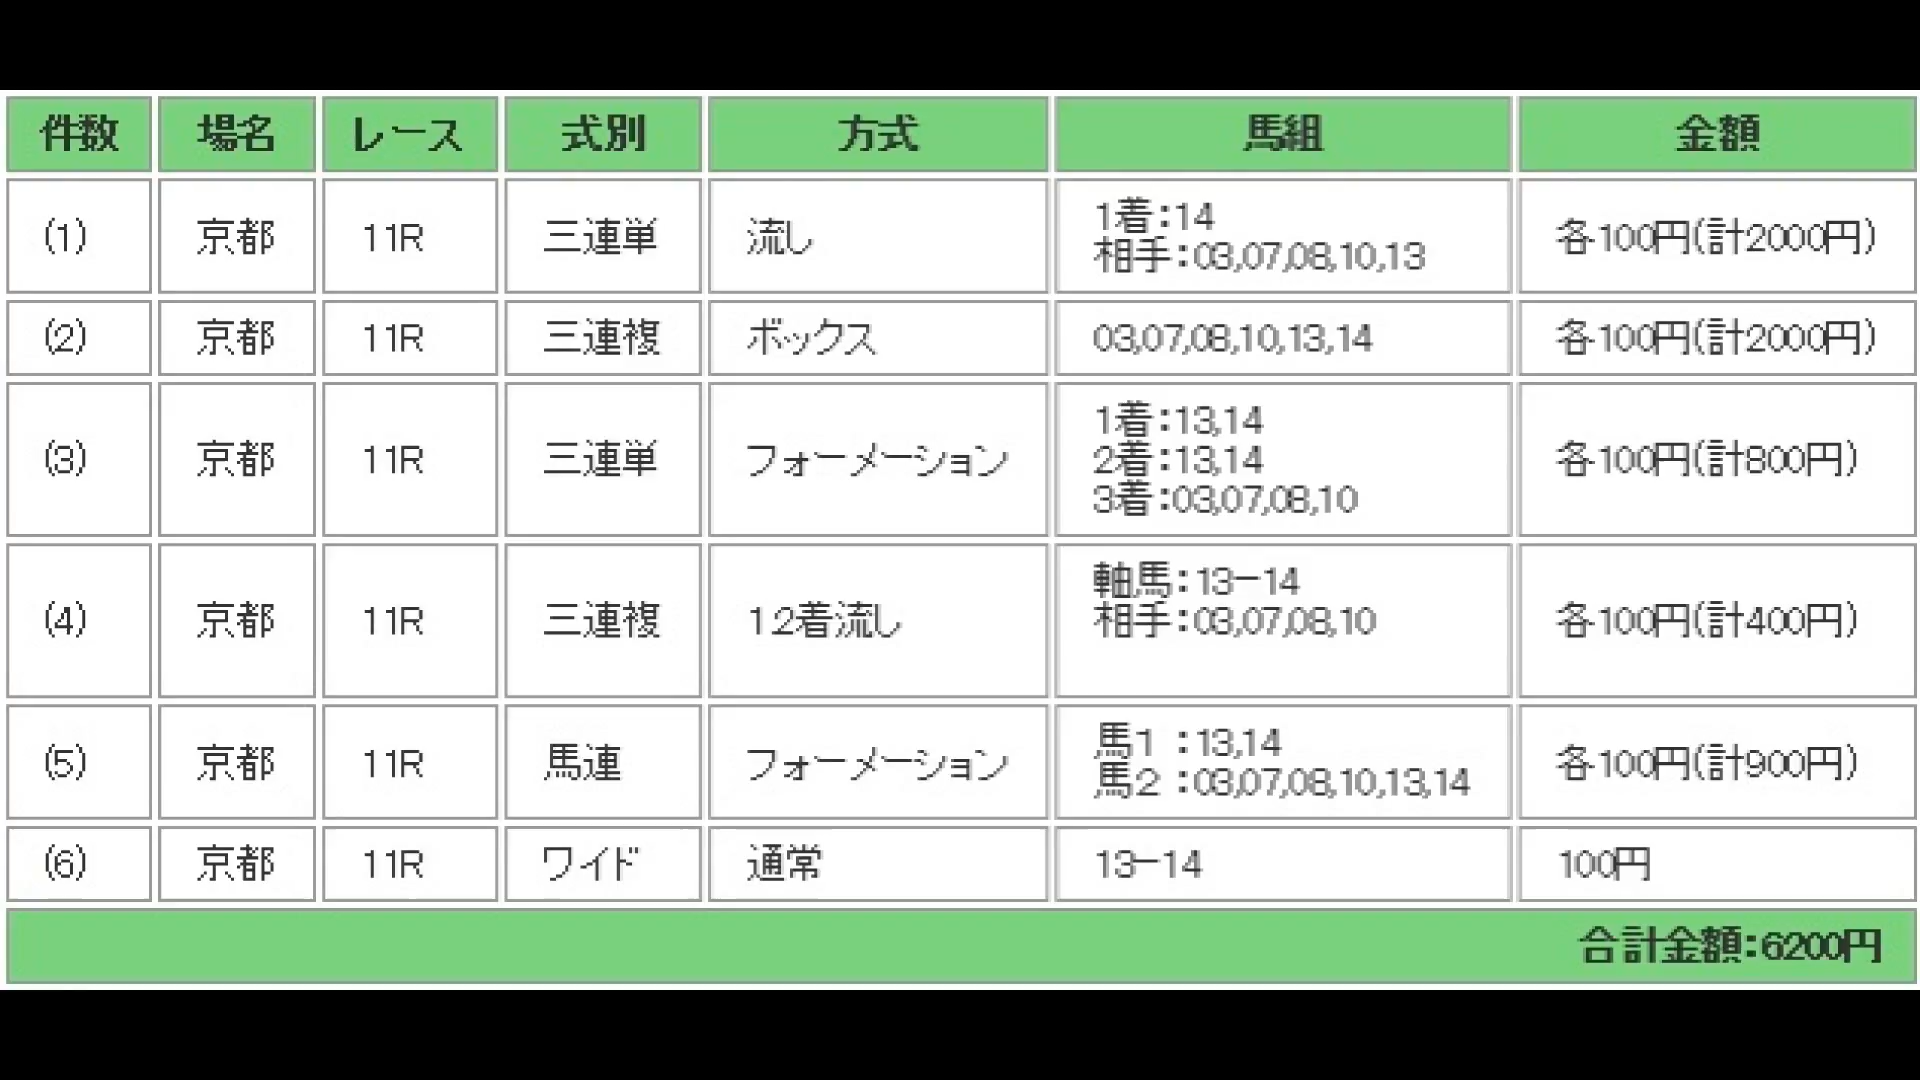 件数 場名 レース 式別 方式 馬組 金額
(1) 京都 11R 三連単 流し 1着:14 各100円(計2000円)
相手:03,07,08,10,13
(2) 京都 11R 三連複 ボックス 03,07,08,10,13,14 各100円(計2000円)
(3) 京都 11R 三連単 フォーメーション 1着:13,14 各100円(計800円)
2着:13,14
3着:03,07,08,10
(4) 京都 11R 三連複 12着流し 軸馬:13−14 各100円(計400円)
相手:03,07,08,10
(5) 京都 11R 馬連 フォーメーション 馬1 :13,14 各100円(計900円)
馬2 :03,07,08,10,13,14
(6) 京都 11R ワイド 通常 13−14 100円
合計金額:6200円